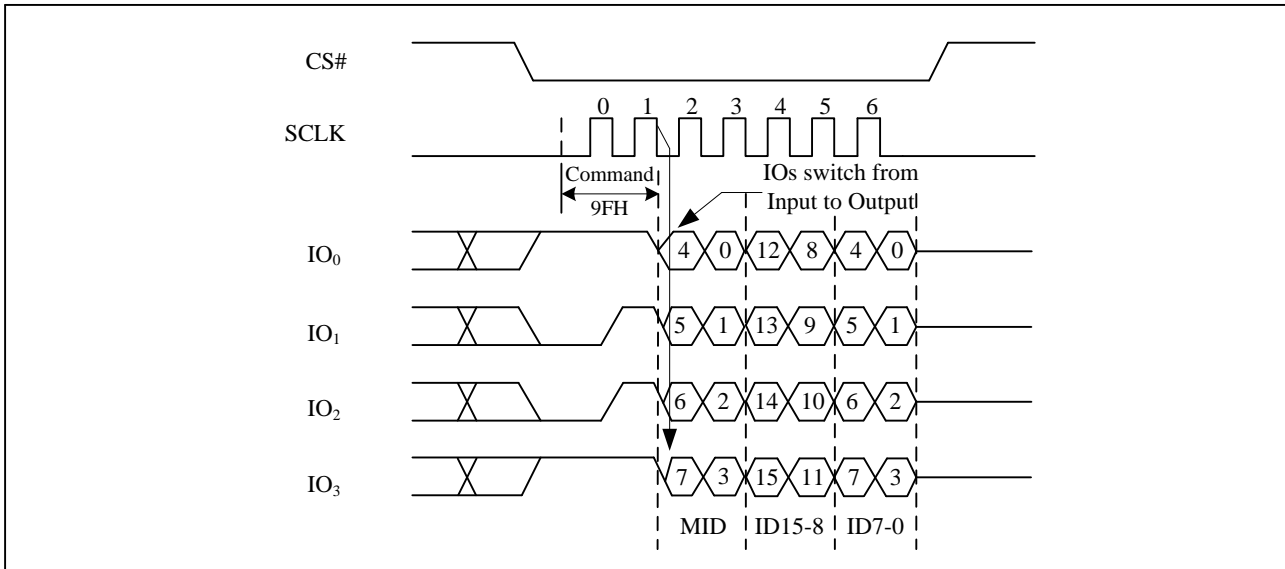 CS#
0 1 2 3 4 5 6
SCLK
Command
9FH
IOs switch from
Input to Output
IO₀
4 0 12 8 4 0
IO₁
5 1 13 9 5 1
IO₂
6 2 14 10 6 2
IO₃
7 3 15 11 7 3
MID ID15-8 ID7-0